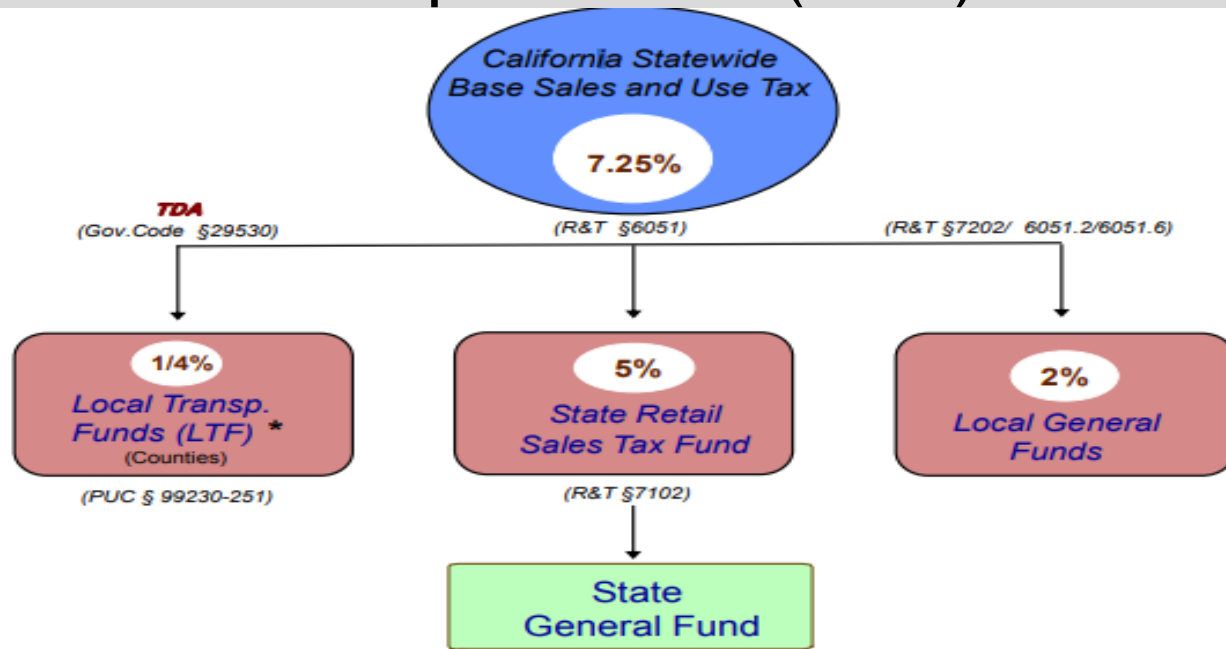 California Statewide
Base Sales and Use Tax
7.25%
TDA
(Gov.Code §29530)
(R&T §6051)
(R&T §7202/ 6051.2/6051.6)
1/4%
Local Transp.
Funds (LTF) *
(Counties)
(PUC § 99230-251)
5%
State Retail
Sales Tax Fund
(R&T §7102)
2%
Local General
Funds
State
General Fund